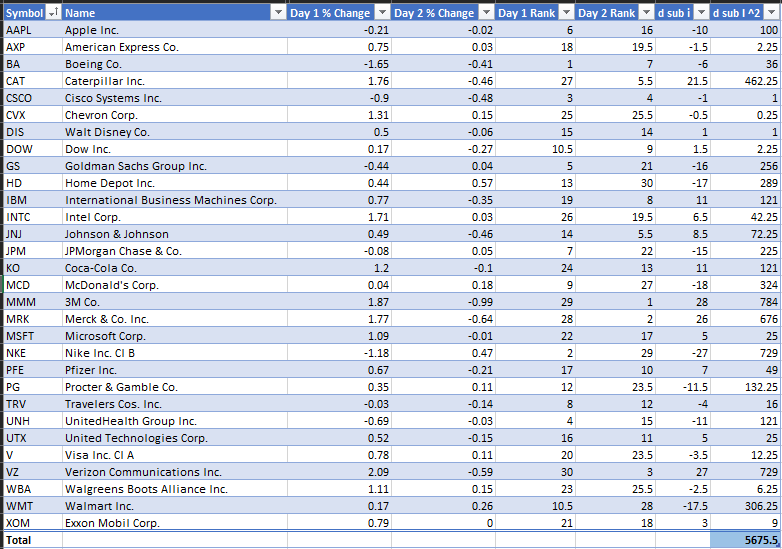 Symbol Name Day 1 % Change Day 2 % Change Day 1 Rank Day 2 Rank d sub i d sub I ^2
AAPL Apple Inc. -0.21 -0.02 6 16 -10 100
AXP American Express Co. 0.75 0.03 18 19.5 -1.5 2.25
BA Boeing Co. -1.65 -0.41 1 7 -6 36
CAT Caterpillar Inc. 1.76 -0.46 27 5.5 21.5 462.25
CSCO Cisco Systems Inc. -0.9 -0.48 3 4 -1 1
CVX Chevron Corp. 1.31 0.15 25 25.5 -0.5 0.25
DIS Walt Disney Co. 0.5 -0.06 15 14 1 1
DOW Dow Inc. 0.17 -0.27 10.5 9 1.5 2.25
GS Goldman Sachs Group Inc. -0.44 0.04 5 21 -16 256
HD Home Depot Inc. 0.44 0.57 13 30 -17 289
IBM International Business Machines Corp. 0.77 -0.35 19 8 11 121
INTC Intel Corp. 1.71 0.03 26 19.5 6.5 42.25
JNJ Johnson & Johnson 0.49 -0.46 14 5.5 8.5 72.25
JPM JPMorgan Chase & Co. -0.08 0.05 7 22 -15 225
KO Coca-Cola Co. 1.2 -0.1 24 13 11 121
MCD McDonald's Corp. 0.04 0.18 9 27 -18 324
MMM 3M Co. 1.87 -0.99 29 1 28 784
MRK Merck & Co. Inc. 1.77 -0.64 28 2 26 676
MSFT Microsoft Corp. 1.09 -0.01 22 17 5 25
NKE Nike Inc. Cl B -1.18 0.47 2 29 -27 729
PFE Pfizer Inc. 0.67 -0.21 17 10 7 49
PG Procter & Gamble Co. 0.35 0.11 12 23.5 -11.5 132.25
TRV Travelers Cos. Inc. -0.03 -0.14 8 12 -4 16
UNH UnitedHealth Group Inc. -0.69 -0.03 4 15 -11 121
UTX United Technologies Corp. 0.52 -0.15 16 11 5 25
V Visa Inc. Cl A 0.78 0.11 20 23.5 -3.5 12.25
VZ Verizon Communications Inc. 2.09 -0.59 30 3 27 729
WBA Walgreens Boots Alliance Inc. 1.11 0.15 23 25.5 -2.5 6.25
WMT Walmart Inc. 0.17 0.26 10.5 28 -17.5 306.25
XOM Exxon Mobil Corp. 0.79 0 21 18 3 9
Total 5675.5